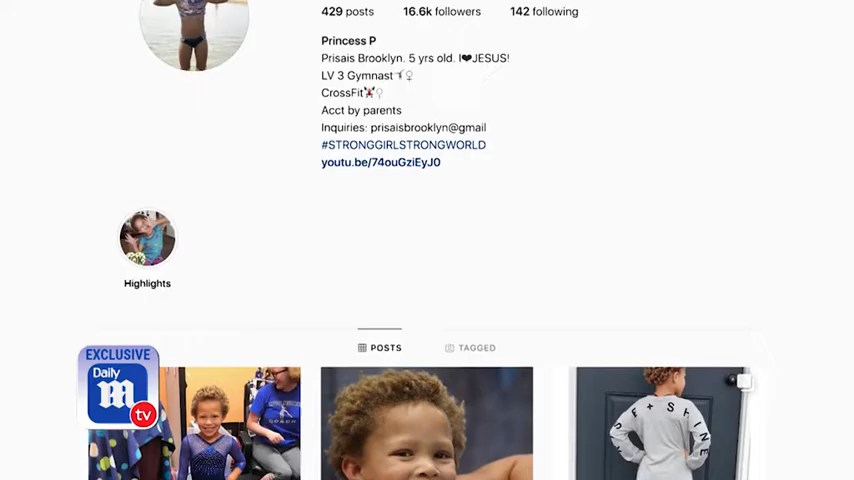 429 posts 16.6k followers 142 following
Princess P
Prisais Brooklyn. 5 yrs old. I❤JESUS!
LV 3 Gymnast🤸‍♀
CrossFit🏋‍♀
Acct by parents
Inquiries: prisaisbrooklyn@gmail
#STRONGGIRLSTRONGWORLD
youtu.be/74ouGziEyJ0
Highlights
POSTS TAGGED
EXCLUSIVE
Daily
M
tv